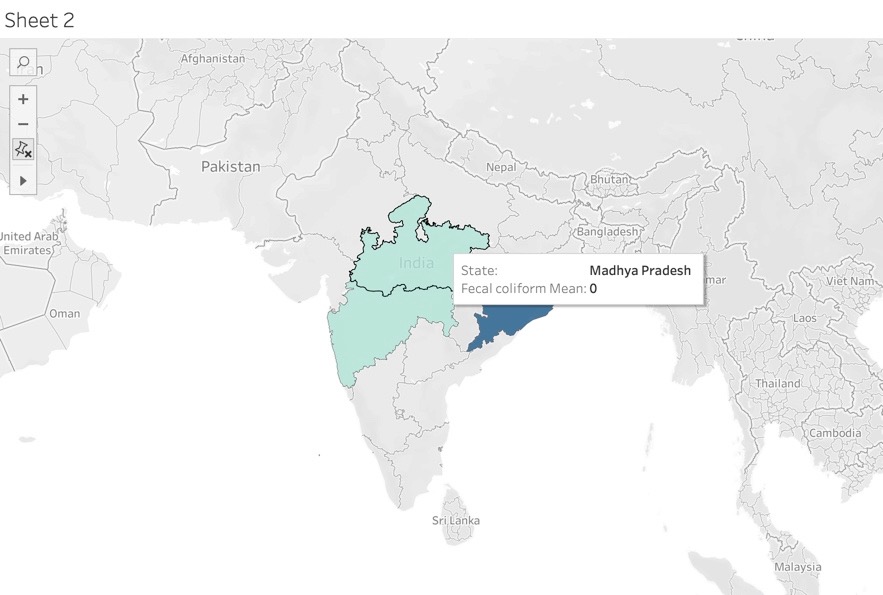 Sheet 2
Afghanistan
Pakistan
Nepal
Bhutan
United Arab
Emirates)
Bangladesh
India
State: Madhya Pradesh
Fecal coliform Mean: 0
mar
Viet Nam
Oman
Laos
Thailand
Cambodia
Sri Lanka
Malaysia